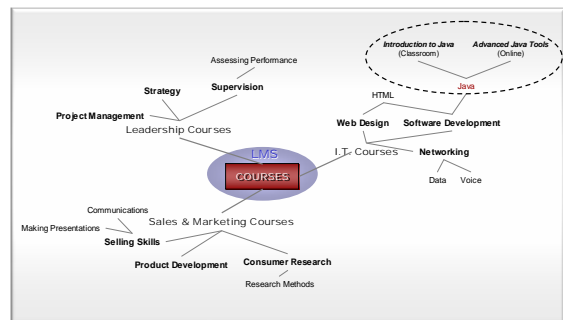 Introduction to Java
(Classroom)
Advanced Java Tools
(Online)
Java
Assessing Performance
Strategy
Supervision
HTML
Project Management
Leadership Courses
Web Design
Software Development
LMS
I.T. Courses
Networking
COURSES
Data
Voice
Communications
Sales & Marketing Courses
Making Presentations
Selling Skills
Product Development
Consumer Research
Research Methods